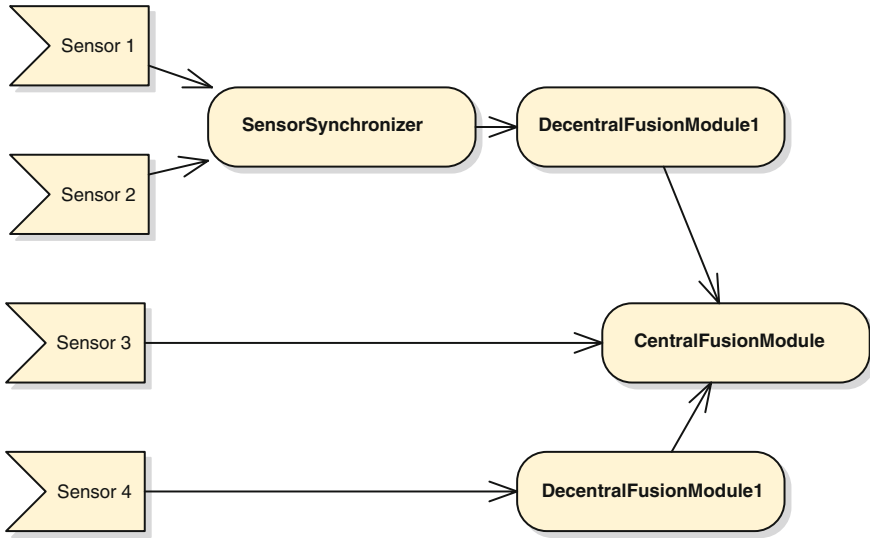 Sensor 1
SensorSynchronizer
DecentralFusionModule1
Sensor 2
Sensor 3
CentralFusionModule
Sensor 4
DecentralFusionModule1